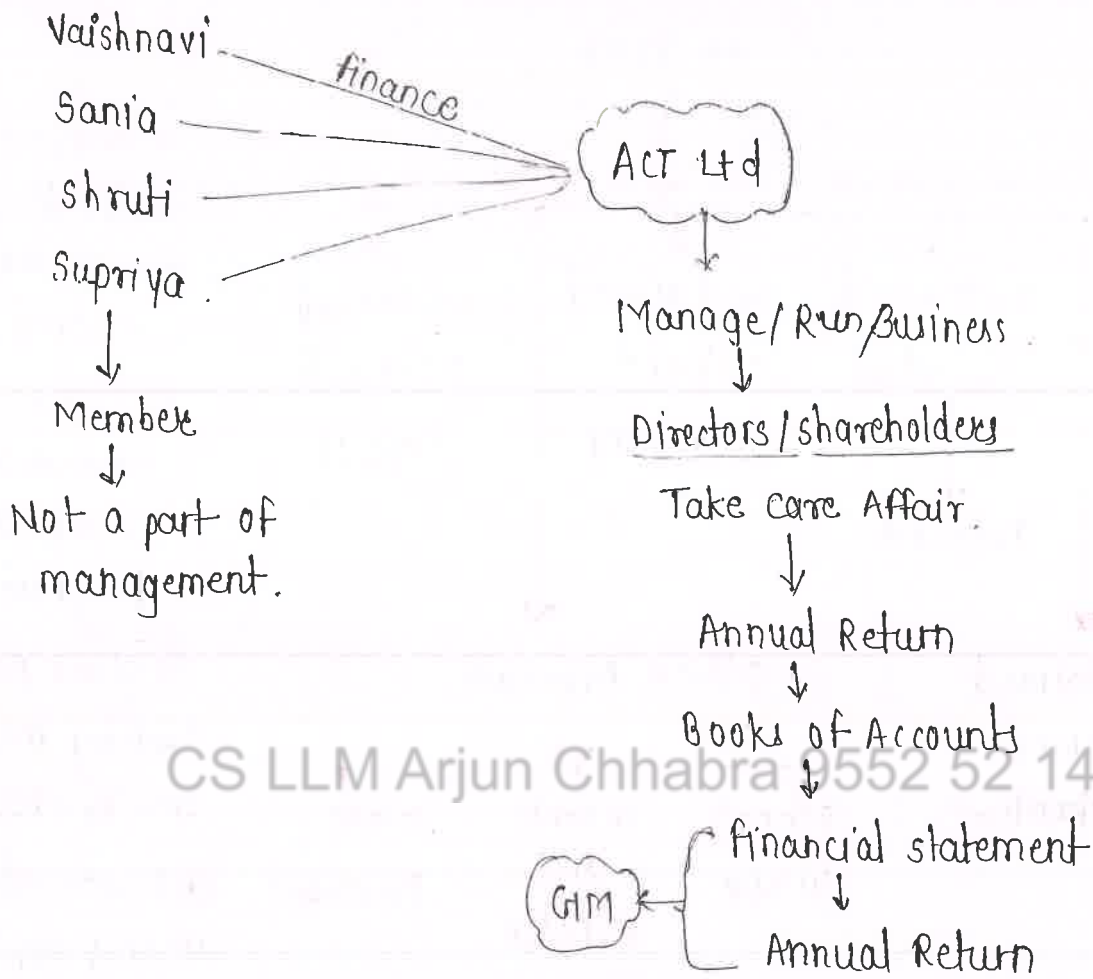 Vaishnavi
finance
Sania
Shruti
Supriya.
ACT Ltd
Manage/Run/Business.
Member
Directors/shareholders
Not a part of
management.
Take care Affair.
Annual Return
Books of Accounts
CS LLM Arjun Chhabra 9552 52 14
financial statement
GM
Annual Return